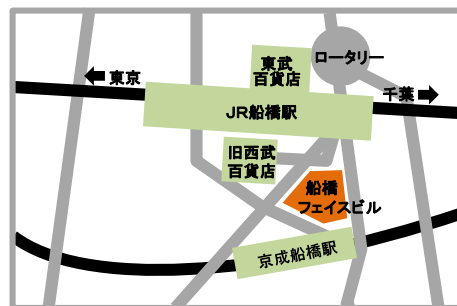 東武
百貨店
ロータリー
東京
千葉
JR船橋駅
旧西武
百貨店
船橋
フェイスビル
京成船橋駅